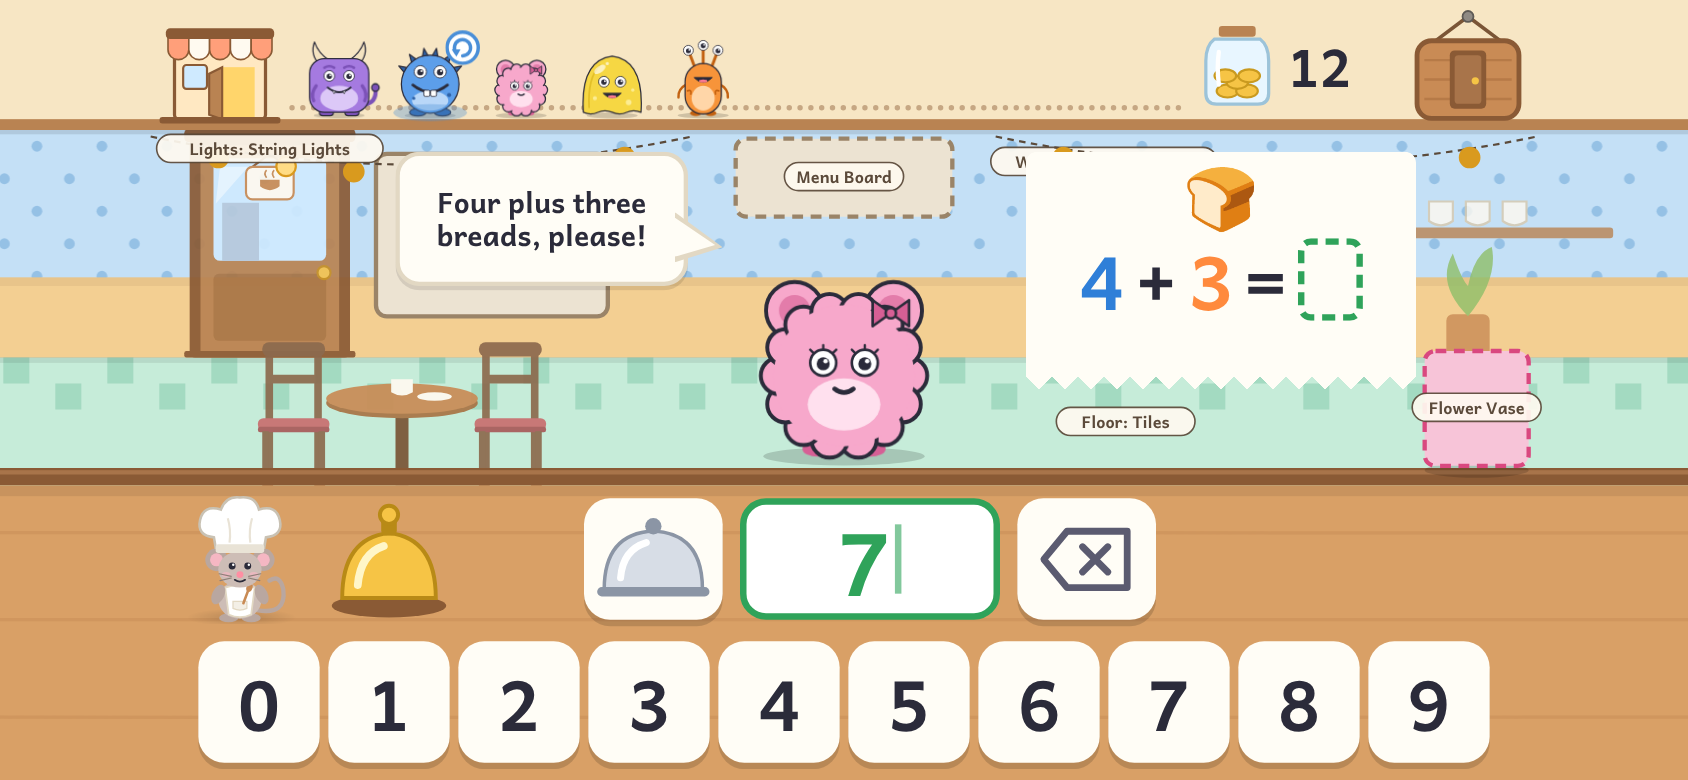 12
Lights: String Lights
Menu Board
W
Four plus three
breads, please!
4 + 3 =
Floor: Tiles
Flower Vase
7
0 1 2 3 4 5 6 7 8 9